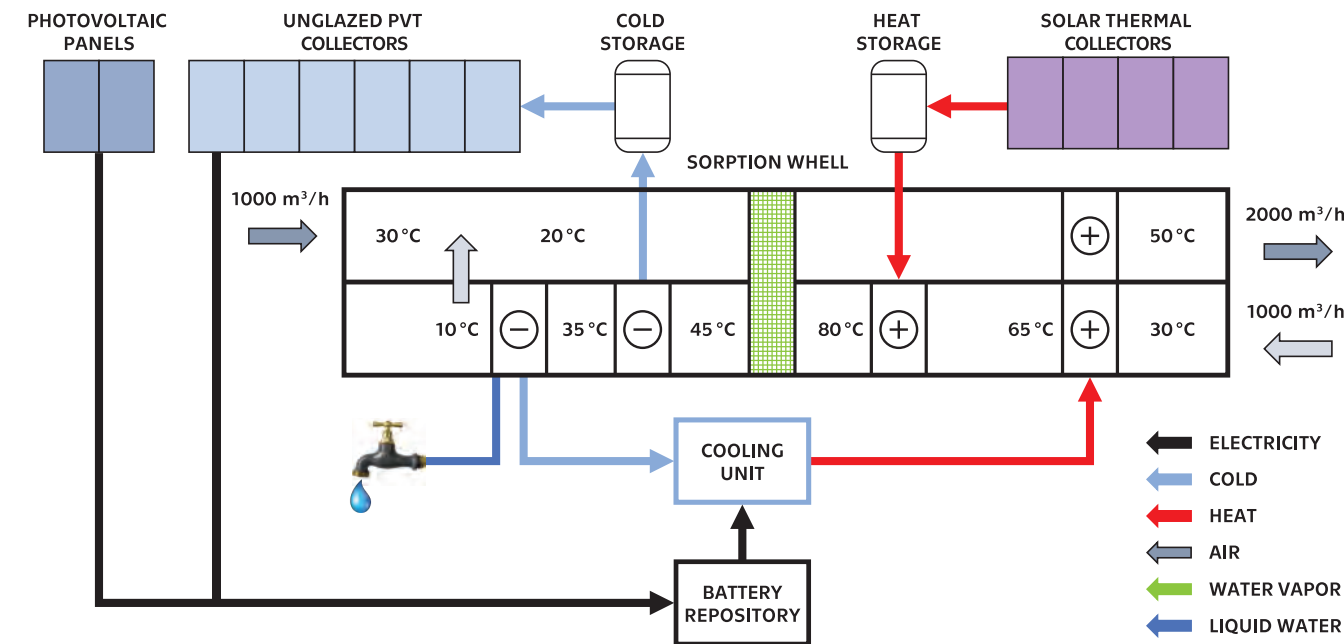 PHOTOVOLTAIC
PANELS
UNGLAZED PVT
COLLECTORS
COLD
STORAGE
HEAT
STORAGE
SOLAR THERMAL
COLLECTORS
SORPTION WHELL
1000 m³/h
30 °C
20 °C
50 °C
2000 m³/h
10 °C
35 °C
45 °C
80 °C
65 °C
30 °C
1000 m³/h
COOLING
UNIT
BATTERY
REPOSITORY
ELECTRICITY
COLD
HEAT
AIR
WATER VAPOR
LIQUID WATER